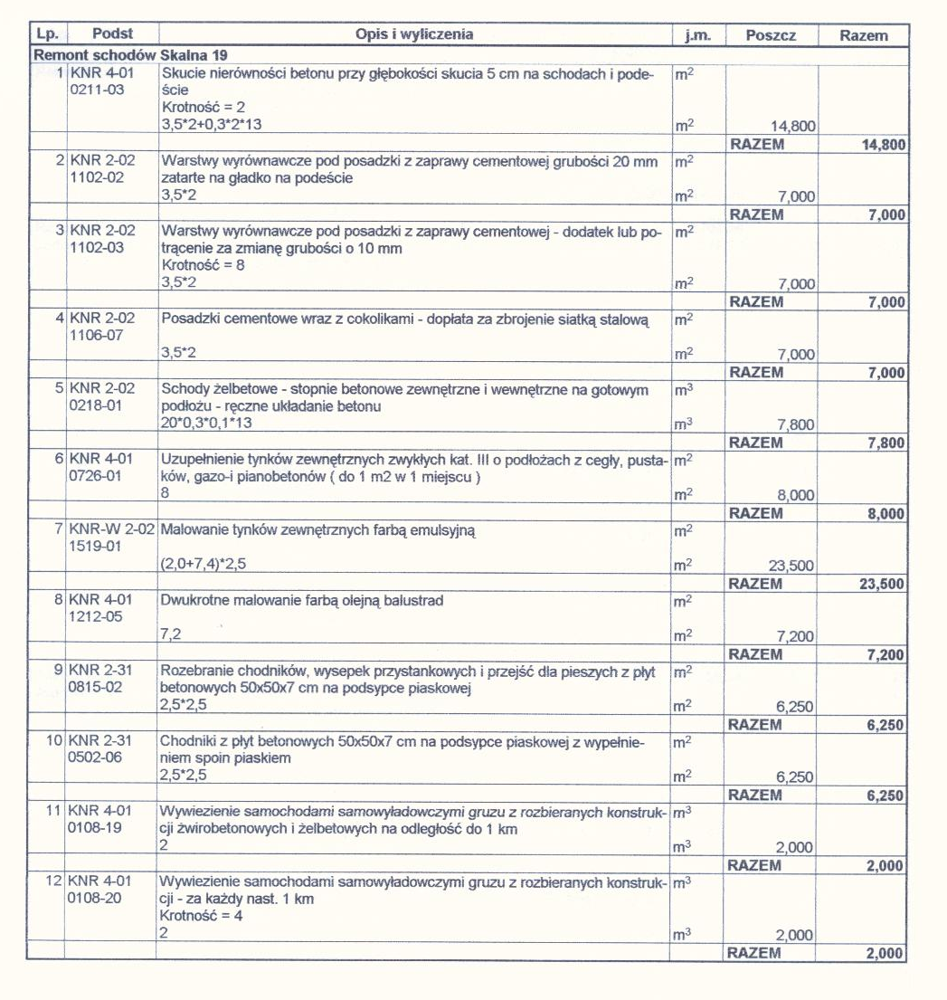 Lp. Podst Opis i wyliczenia j.m. Poszcz Razem
Remont schodów Skalna 19
1 KNR 4-01 Skucie nierówności betonu przy głębokości skucia 5 cm na schodach i pode- m2
0211-03 ście
Krotność = 2
3,5*2+0,3*2*13 m2 14,800
RAZEM 14,800
2 KNR 2-02 Warstwy wyrównawcze pod posadzki z zaprawy cementowej grubości 20 mm m2
1102-02 zatarte na gładko na podeście
3,5*2 m2 7,000
RAZEM 7,000
3 KNR 2-02 Warstwy wyrównawcze pod posadzki z zaprawy cementowej - dodatek lub po- m2
1102-03 trącenie za zmianę grubości o 10 mm
Krotność = 8
3,5*2 m2 7,000
RAZEM 7,000
4 KNR 2-02 Posadzki cementowe wraz z cokolikami - dopłata za zbrojenie siatką stalową m2
1106-07
3,5*2 m2 7,000
RAZEM 7,000
5 KNR 2-02 Schody żelbetowe - stopnie betonowe zewnętrzne i wewnętrzne na gotowym m3
0218-01 podłożu - ręczne układanie betonu
20*0,3*0,1*13 m3 7,800
RAZEM 7,800
6 KNR 4-01 Uzupełnienie tynków zewnętrznych zwykłych kat. III o podłożach z cegły, pusta- m2
0726-01 ków, gazo-i pianobetonów ( do 1 m2 w 1 miejscu )
8 m2 8,000
RAZEM 8,000
7 KNR-W 2-02 Malowanie tynków zewnętrznych farbą emulsyjną m2
1519-01
(2,0+7,4)*2,5 m2 23,500
RAZEM 23,500
8 KNR 4-01 Dwukrotne malowanie farbą olejną balustrad m2
1212-05
7,2 m2 7,200
RAZEM 7,200
9 KNR 2-31 Rozebranie chodników, wysepek przystankowych i przejść dla pieszych z płyt m2
0815-02 betonowych 50x50x7 cm na podsypce piaskowej
2,5*2,5 m2 6,250
RAZEM 6,250
10 KNR 2-31 Chodniki z płyt betonowych 50x50x7 cm na podsypce piaskowej z wypełnie- m2
0502-06 niem spoin piaskiem
2,5*2,5 m2 6,250
RAZEM 6,250
11 KNR 4-01 Wywiezienie samochodami samowyładowczymi gruzu z rozbieranych konstruk- m3
0108-19 cji żwirobetonowych i żelbetowych na odległość do 1 km
2 m3 2,000
RAZEM 2,000
12 KNR 4-01 Wywiezienie samochodami samowyładowczymi gruzu z rozbieranych konstruk- m3
0108-20 cji - za każdy nast. 1 km
Krotność = 4
2 m3 2,000
RAZEM 2,000